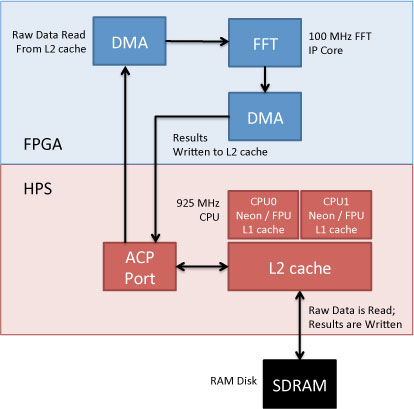 Raw Data Read
From L2 cache
DMA
FFT
100 MHz FFT
IP Core
DMA
Results
Written to L2 cache
FPGA
HPS
925 MHz
CPU
CPU0
Neon / FPU
L1 cache
CPU1
Neon / FPU
L1 cache
ACP
Port
L2 cache
Raw Data is Read;
Results are Written
RAM Disk
SDRAM